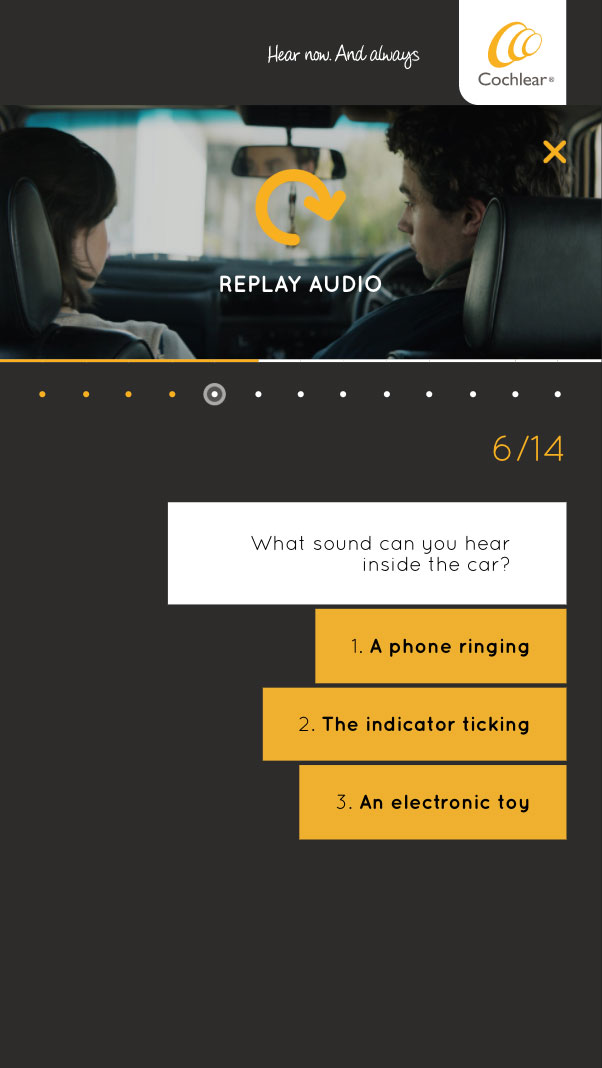 Hear now. And always
Cochlear®
REPLAY AUDIO
6/14
What sound can you hear
inside the car?
1. A phone ringing
2. The indicator ticking
3. An electronic toy